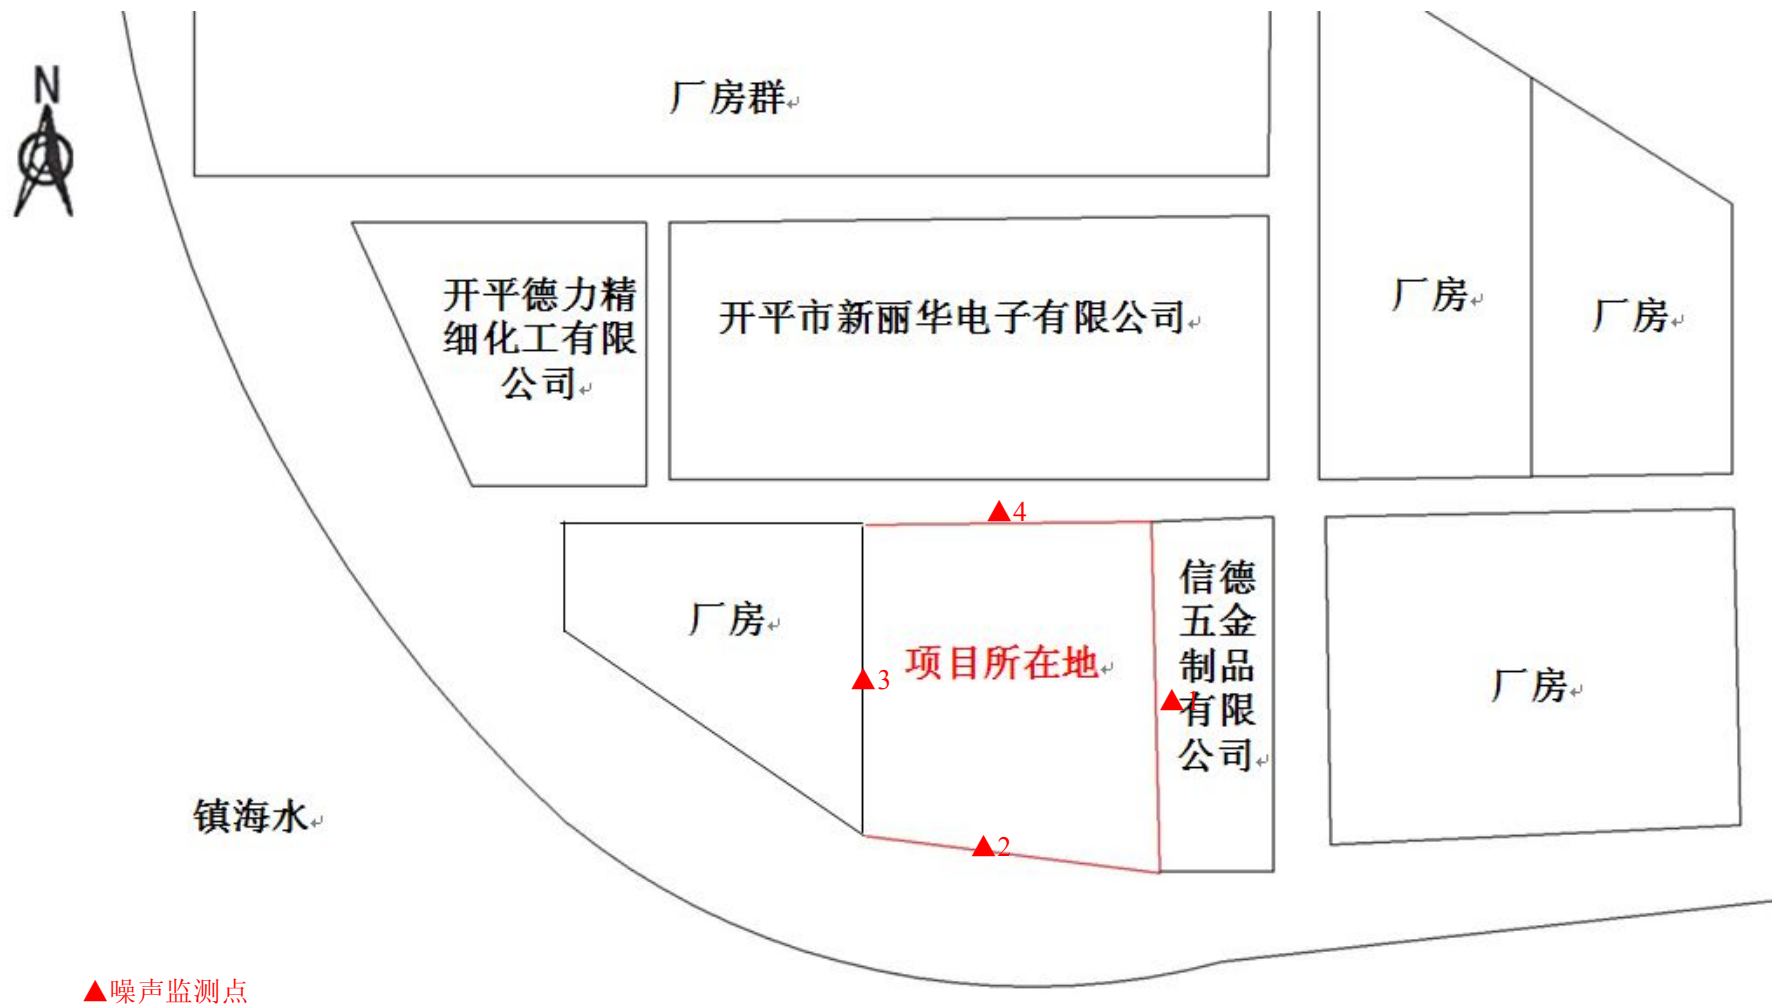 N
厂房群
开平德力精
细化工有限
公司
开平市新丽华电子有限公司
厂房
厂房
▲4
厂房
▲3
项目所在地
信德
五金
制品
有限
公司
▲1
厂房
▲2
镇海水
▲噪声监测点